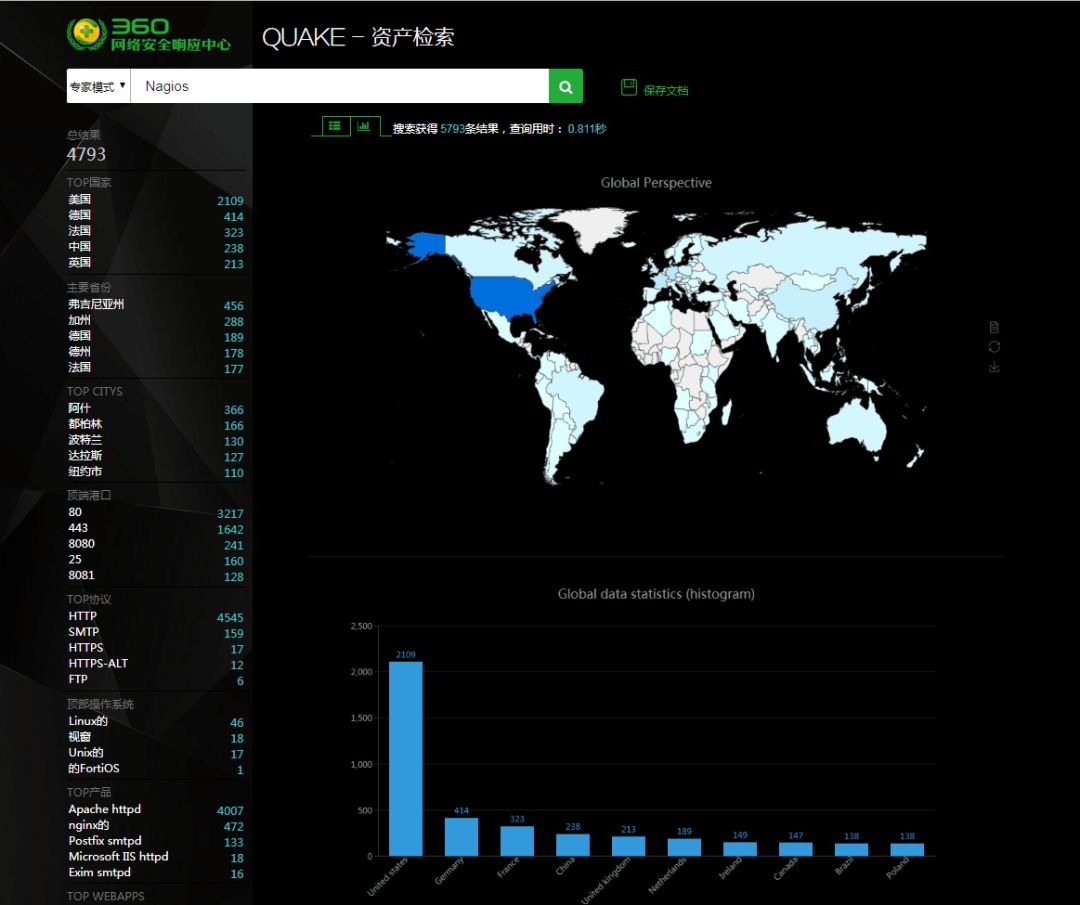 360
网络安全响应中心
QUAKE – 资产检索
专家模式 ▼ Nagios
保存文档
搜索获得 5793条结果，查询用时： 0.811秒
总结果
4793
TOP国家
美国 2109
德国 414
法国 323
中国 238
英国 213
主要省份
弗吉尼亚州 456
加州 288
德国 189
德州 178
法国 177
TOP CITYS
阿什 366
都柏林 166
波特兰 130
达拉斯 127
纽约市 110
顶端港口
80 3217
443 1642
8080 241
25 160
8081 128
TOP协议
HTTP 4545
SMTP 159
HTTPS 17
HTTPS-ALT 12
FTP 6
顶部操作系统
Linux的 46
视窗 18
Unix的 17
的FortiOS 1
TOP产品
Apache httpd 4007
nginx的 472
Postfix smtpd 133
Microsoft IIS httpd 18
Exim smtpd 16
TOP WEBAPPS
Global Perspective
Global data statistics (histogram)
2,500
2,000
1,500
1,000
500
0
2109
414
323
238
213
189
149
147
138
138
United states
Germany
France
China
United kingdom
Netherlands
Ireland
Canada
Brazil
Poland